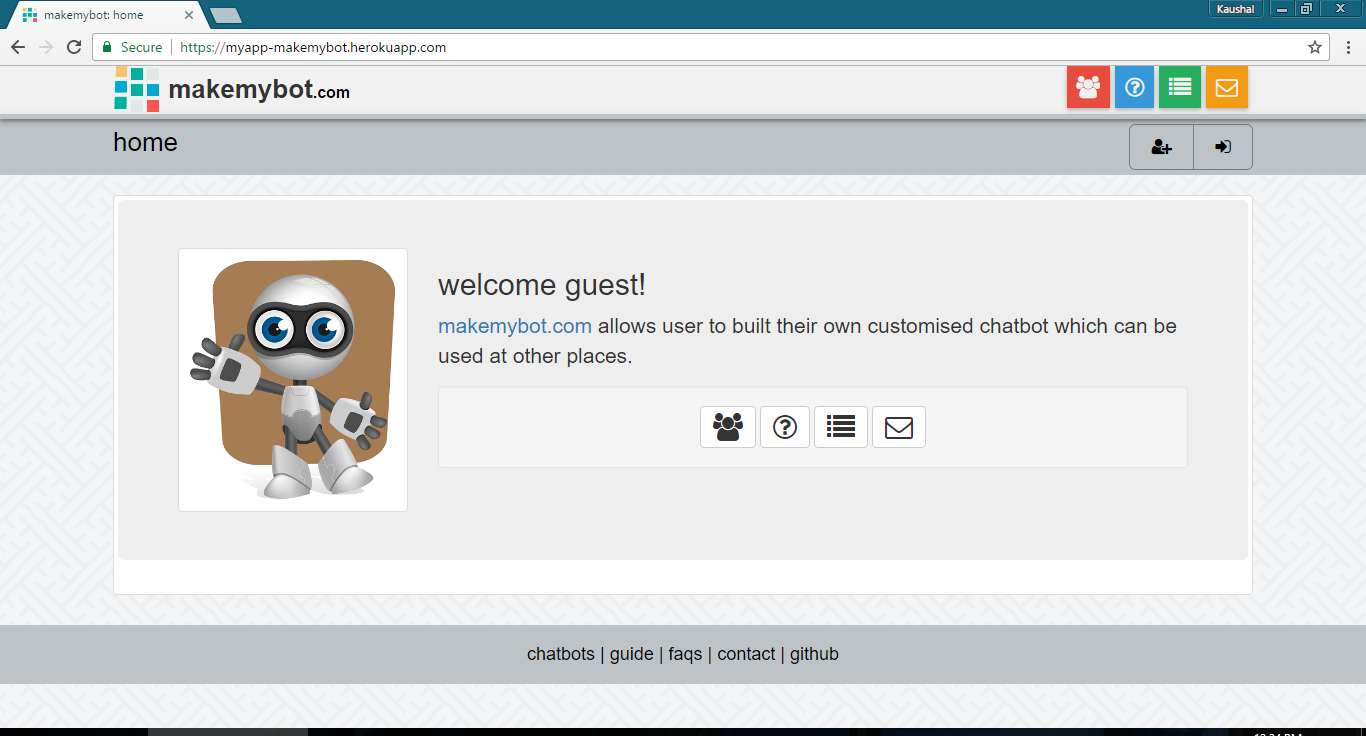 makemybot: home
Kaushal
Secure
https://myapp-makemybot.herokuapp.com
makemybot.com
home
welcome guest!
makemybot.com allows user to built their own customised chatbot which can be
used at other places.
chatbots | guide | faqs | contact | github